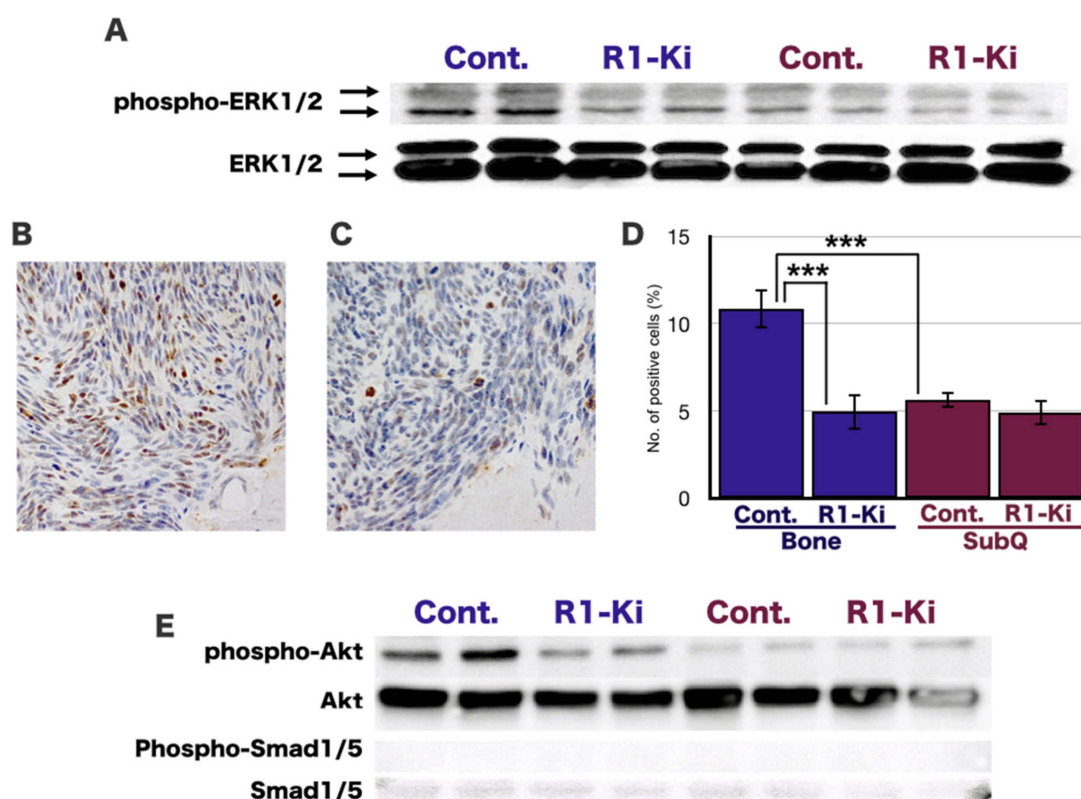 A
Cont. R1-Ki Cont. R1-Ki
phospho-ERK1/2
ERK1/2
B
C
D
No. of positive cells (%)
15
10
5
0
***
***
Cont. R1-Ki Cont. R1-Ki
Bone SubQ
E
Cont. R1-Ki Cont. R1-Ki
phospho-Akt
Akt
Phospho-Smad1/5
Smad1/5